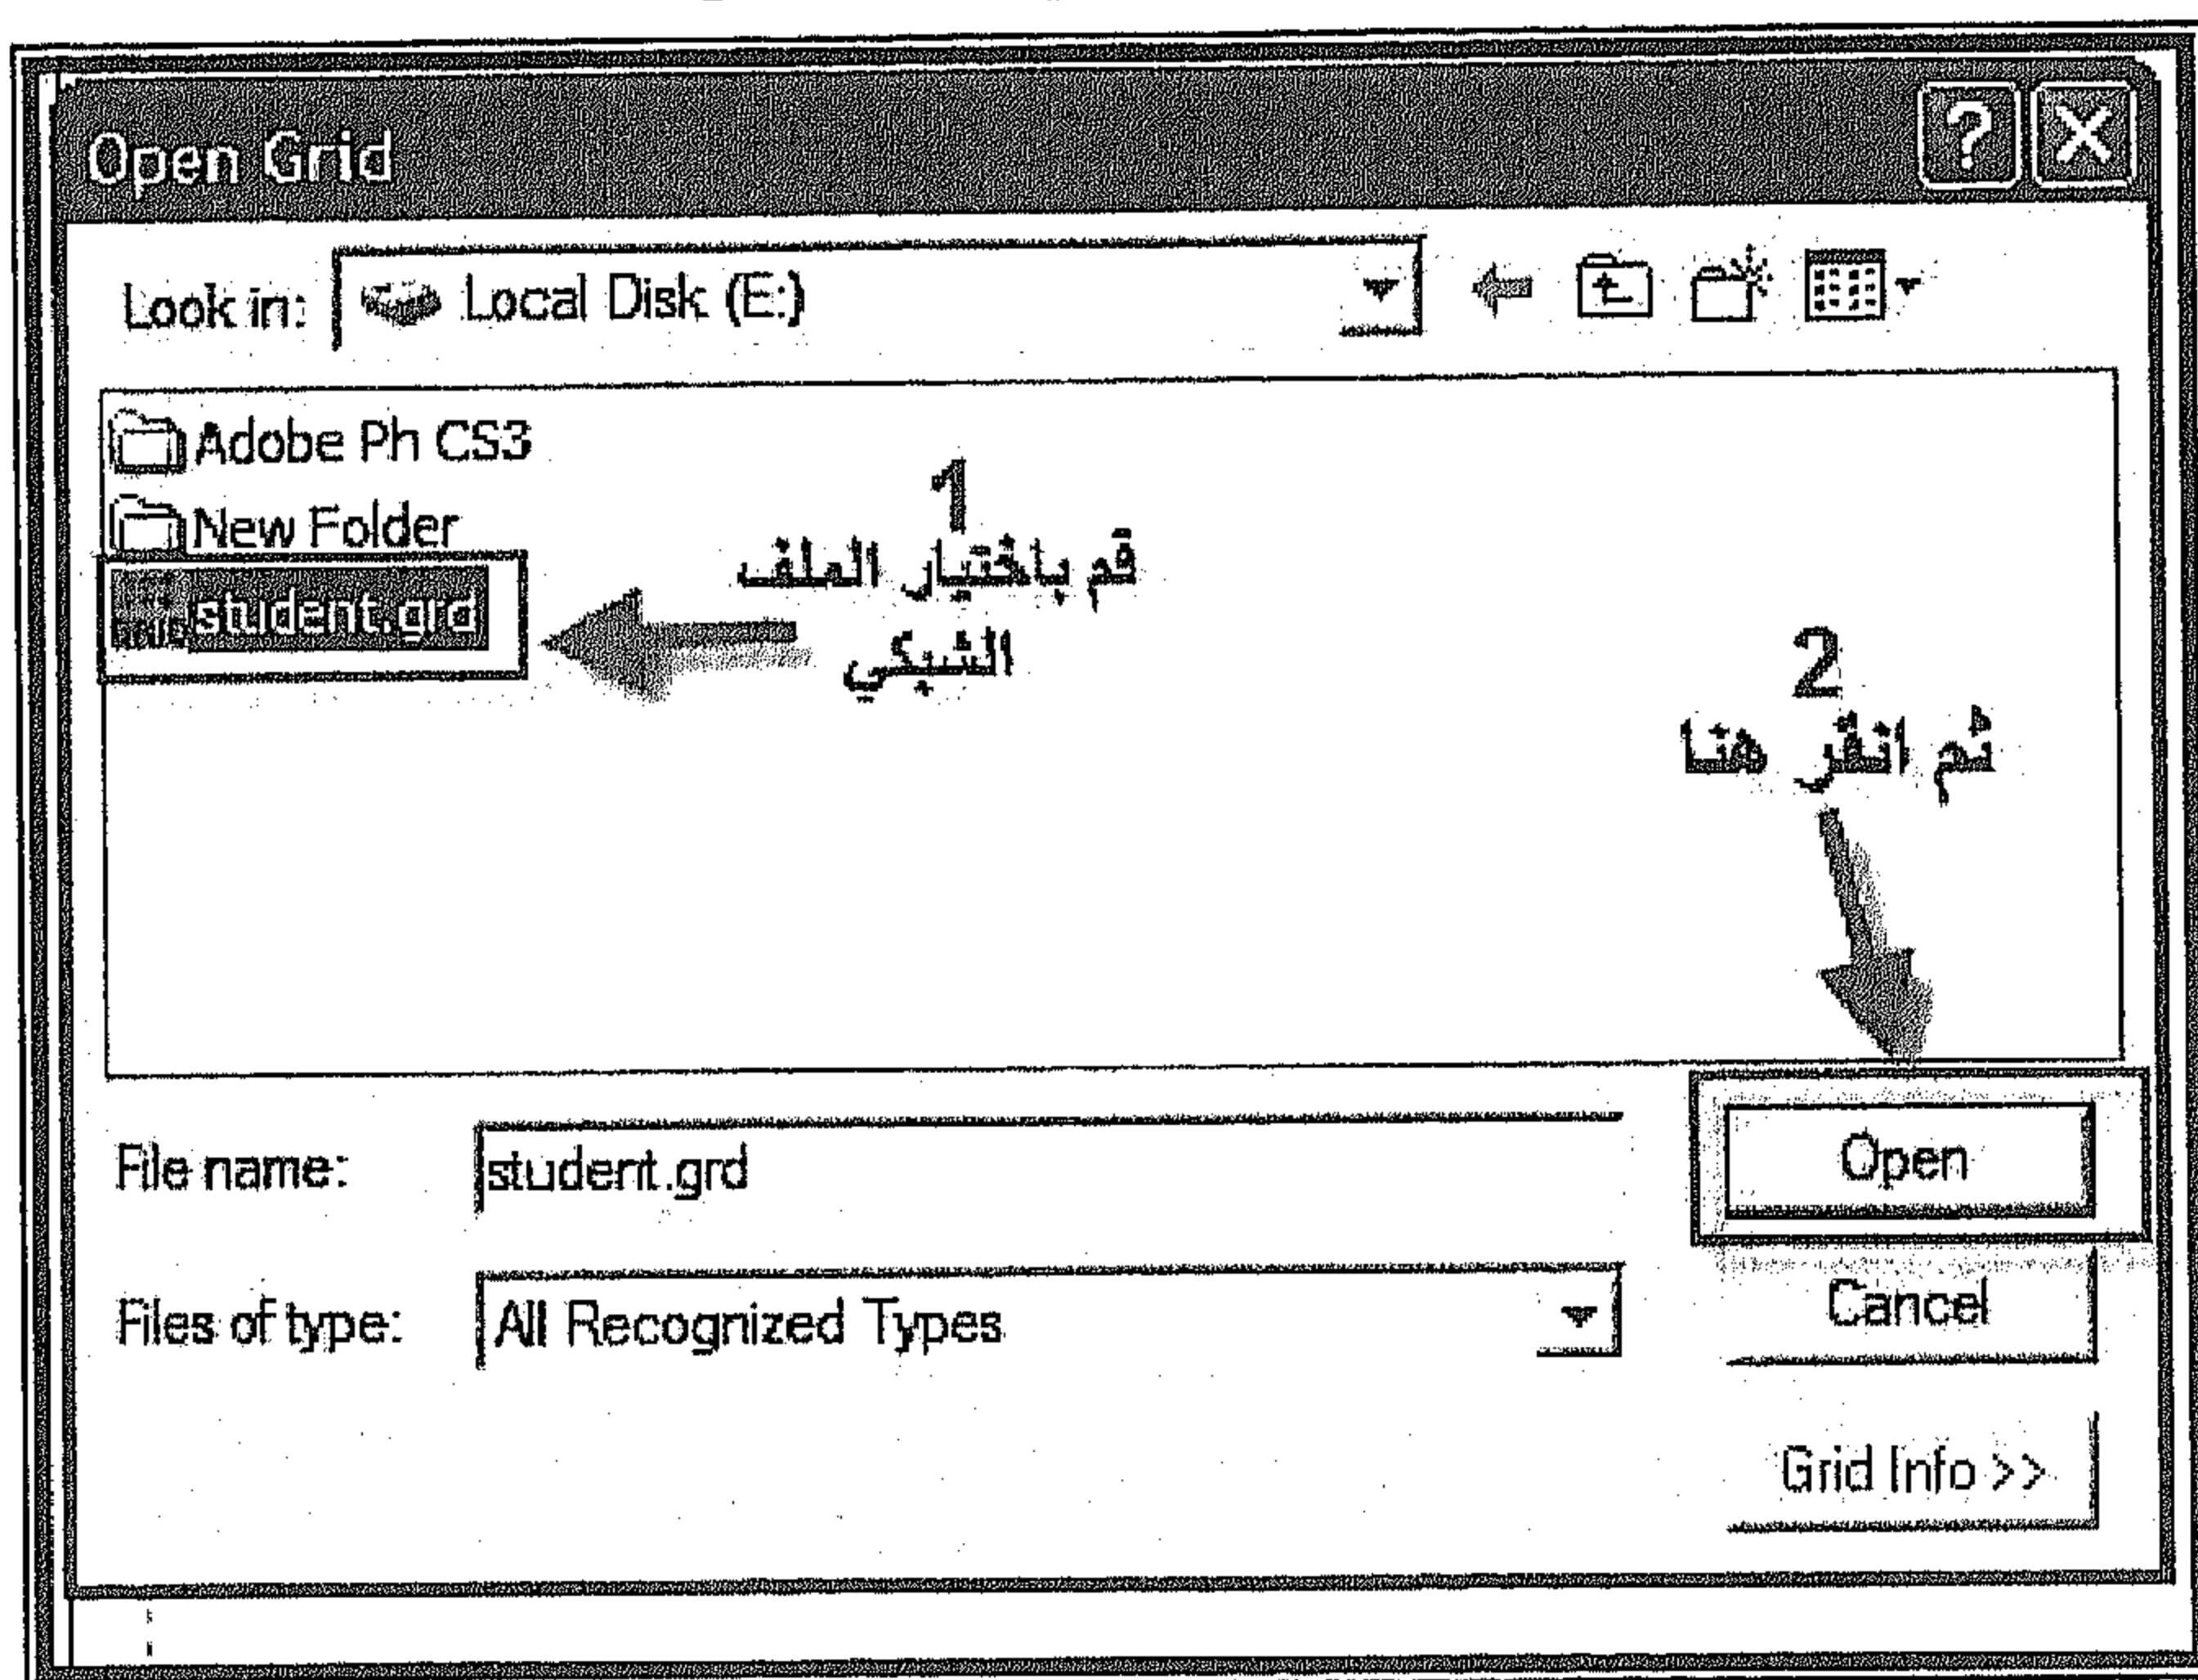 Open Grid
Look in: Local Disk (E:)
Adobe Ph CS3
New Folder
student.grd
1
قم باختيار الملف
الشبكي
2
ثم انقر هنا
File name: student.grd
Open
Files of type: All Recognized Types
Cancel
Grid Info >>